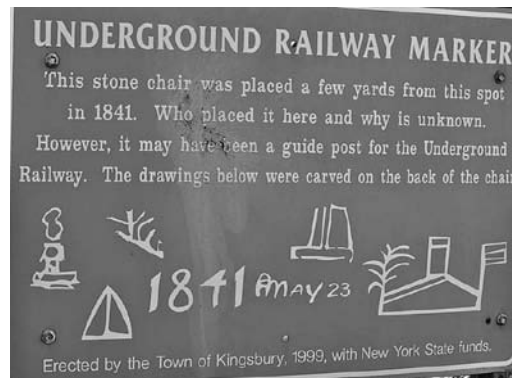 UNDERGROUND RAILWAY MARKER
This stone chair was placed a few yards from this spot
in 1841. Who placed it here and why is unknown.
However, it may have been a guide post for the Underground
Railway. The drawings below were carved on the back of the chair
1841 MAY 23
Erected by the Town of Kingsbury, 1999, with New York State funds.